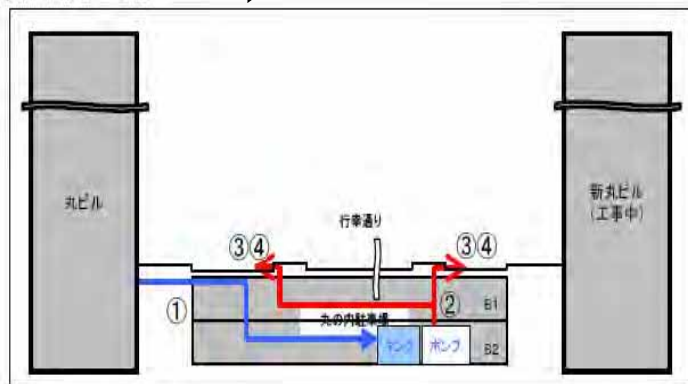 丸ビル
新丸ビル
(工事中)
行幸通り
③④
③④
①
②
B1
丸の内駐車場
タンク
ポンプ
B2